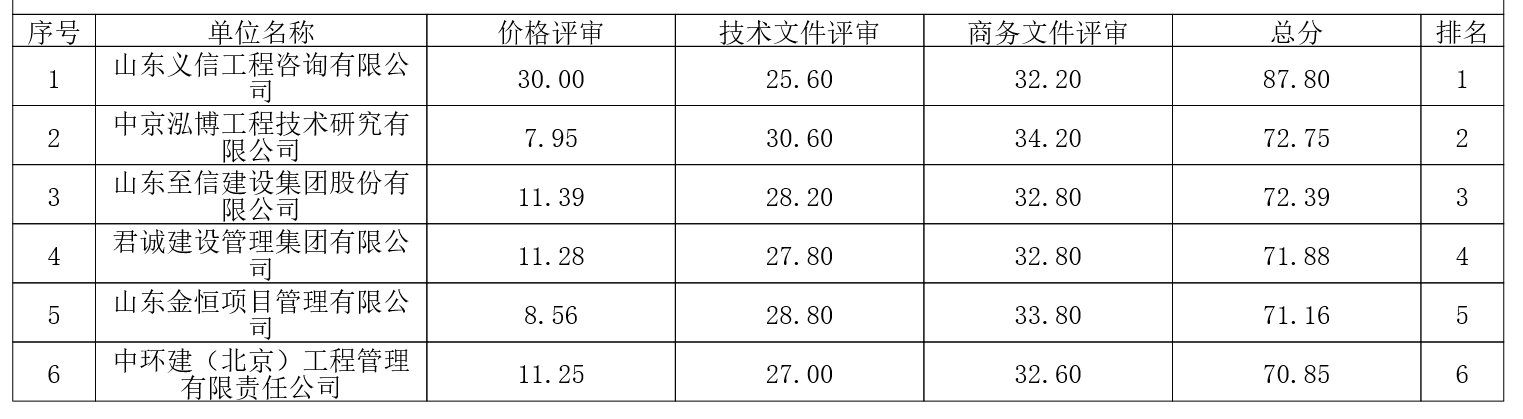 序号 单位名称 价格评审 技术文件评审 商务文件评审 总分 排名
1 山东义信工程咨询有限公
司 30.00 25.60 32.20 87.80 1
2 中京泓博工程技术研究有
限公司 7.95 30.60 34.20 72.75 2
3 山东至信建设集团股份有
限公司 11.39 28.20 32.80 72.39 3
4 君诚建设管理集团有限公
司 11.28 27.80 32.80 71.88 4
5 山东金恒项目管理有限公
司 8.56 28.80 33.80 71.16 5
6 中环建（北京）工程管理
有限责任公司 11.25 27.00 32.60 70.85 6